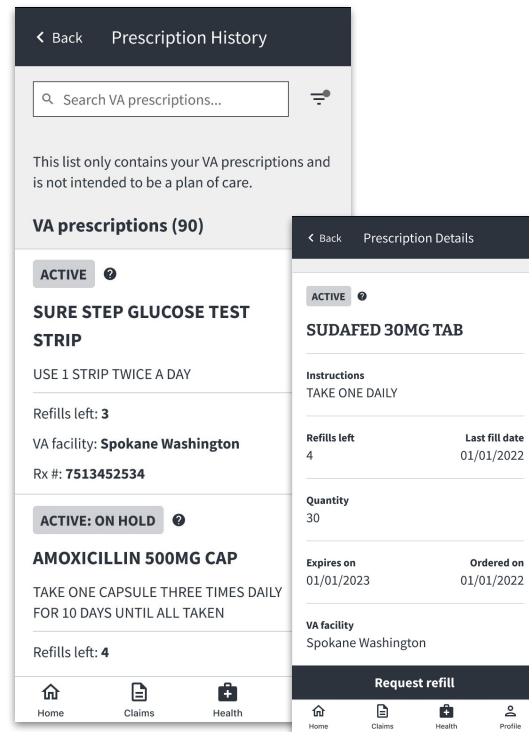 Back Prescription History
Search VA prescriptions...
This list only contains your VA prescriptions and
is not intended to be a plan of care.
VA prescriptions (90)
ACTIVE ?
SURE STEP GLUCOSE TEST
STRIP
USE 1 STRIP TWICE A DAY
Refills left: 3
VA facility: Spokane Washington
Rx #: 7513452534
ACTIVE: ON HOLD ?
AMOXICILLIN 500MG CAP
TAKE ONE CAPSULE THREE TIMES DAILY
FOR 10 DAYS UNTIL ALL TAKEN
Refills left: 4
Home Claims Health
Back Prescription Details
ACTIVE ?
SUDAFED 30MG TAB
Instructions
TAKE ONE DAILY
Refills left Last fill date
4 01/01/2022
Quantity
30
Expires on Ordered on
01/01/2023 01/01/2022
VA facility
Spokane Washington
Request refill
Home Claims Health Profile